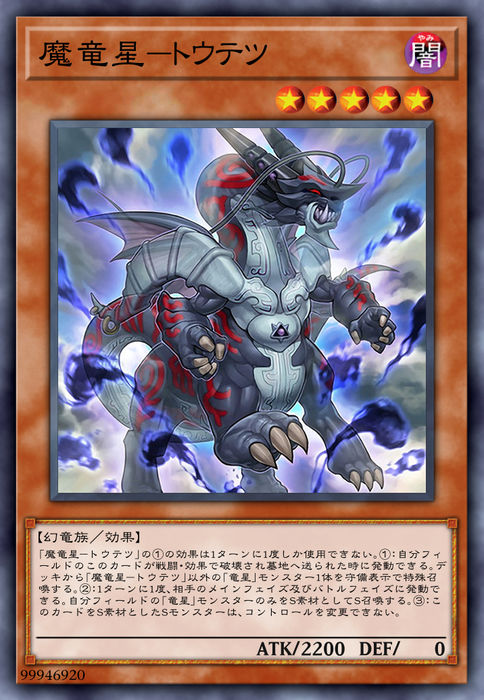 魔竜星－トウテツ
やみ
闇
【幻竜族／効果】
「魔竜星－トウテツ」の①の効果は1ターンに1度しか使用できない。①：自分フィ
ールドのこのカードが戦闘・効果で破壊され墓地へ送られた時に発動できる。デ
ッキから「魔竜星－トウテツ」以外の「竜星」モンスター1体を守備表示で特殊召
喚する。②：1ターンに1度、相手のメインフェイズ及びバトルフェイズに発動で
きる。自分フィールドの「竜星」モンスターのみをS素材としてS召喚する。③：こ
のカードをS素材としたSモンスターは、コントロールを変更できない。
ATK/2200 DEF/ 0
99946920